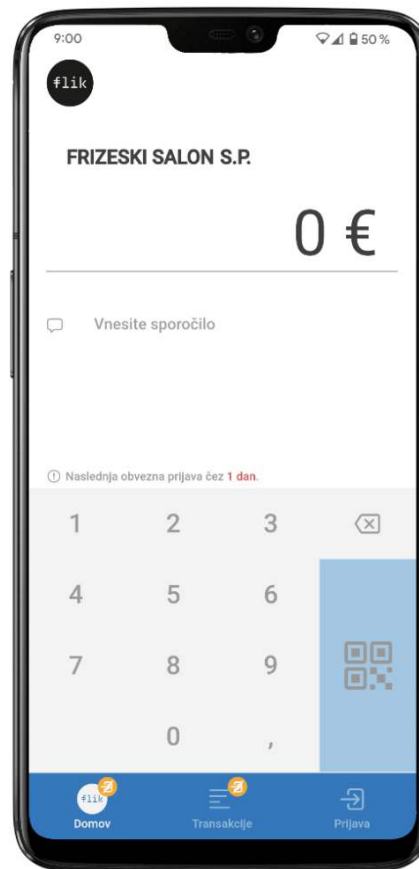 9:00
50 %
flik
FRIZESKI SALON S.P.
0 €
Vnesite sporočilo
Naslednja obvezna prijava čez 1 dan.
1 2 3
4 5 6
7 8 9
0 ,
flik
Domov Transakcije Prijava